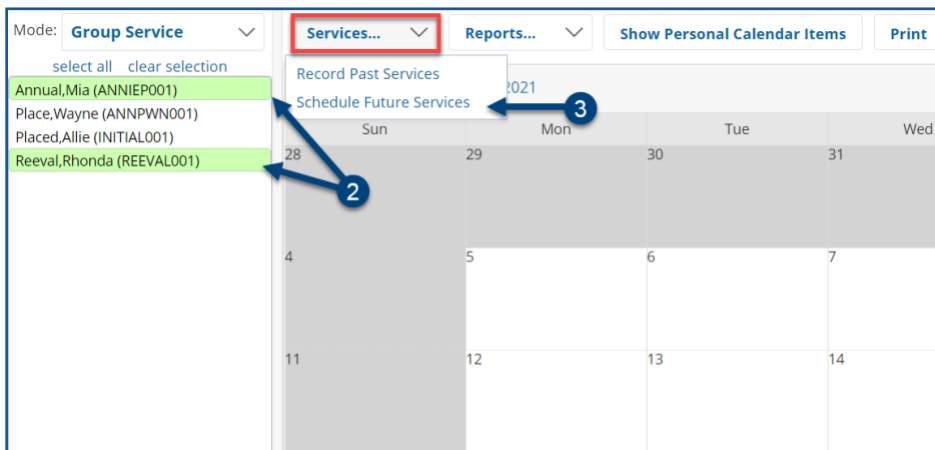 Mode: Group Service
select all clear selection
Annual,Mia (ANNIEP001)
Place,Wayne (ANNPWN001)
Placed,Allie (INITIAL001)
Reeval,Rhonda (REEVAL001)
2
Services... Reports... Show Personal Calendar Items Print
Record Past Services
Schedule Future Services
3
2021
Sun Mon Tue Wed
28 29 30 31
4 5 6 7
11 12 13 14